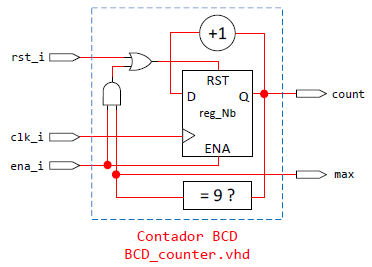 +1
rst_i
RST
D
Q
count
reg_Nb
clk_i
ENA
ena_i
max
= 9 ?
Contador BCD
BCD_counter.vhd